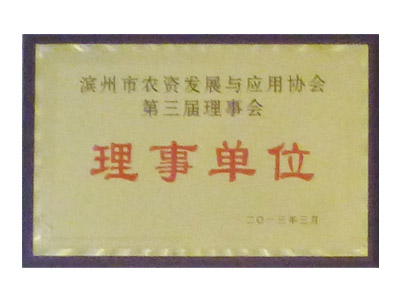 滨州市农资发展与应用协会
第三届理事会
理事单位
二〇一三年三月